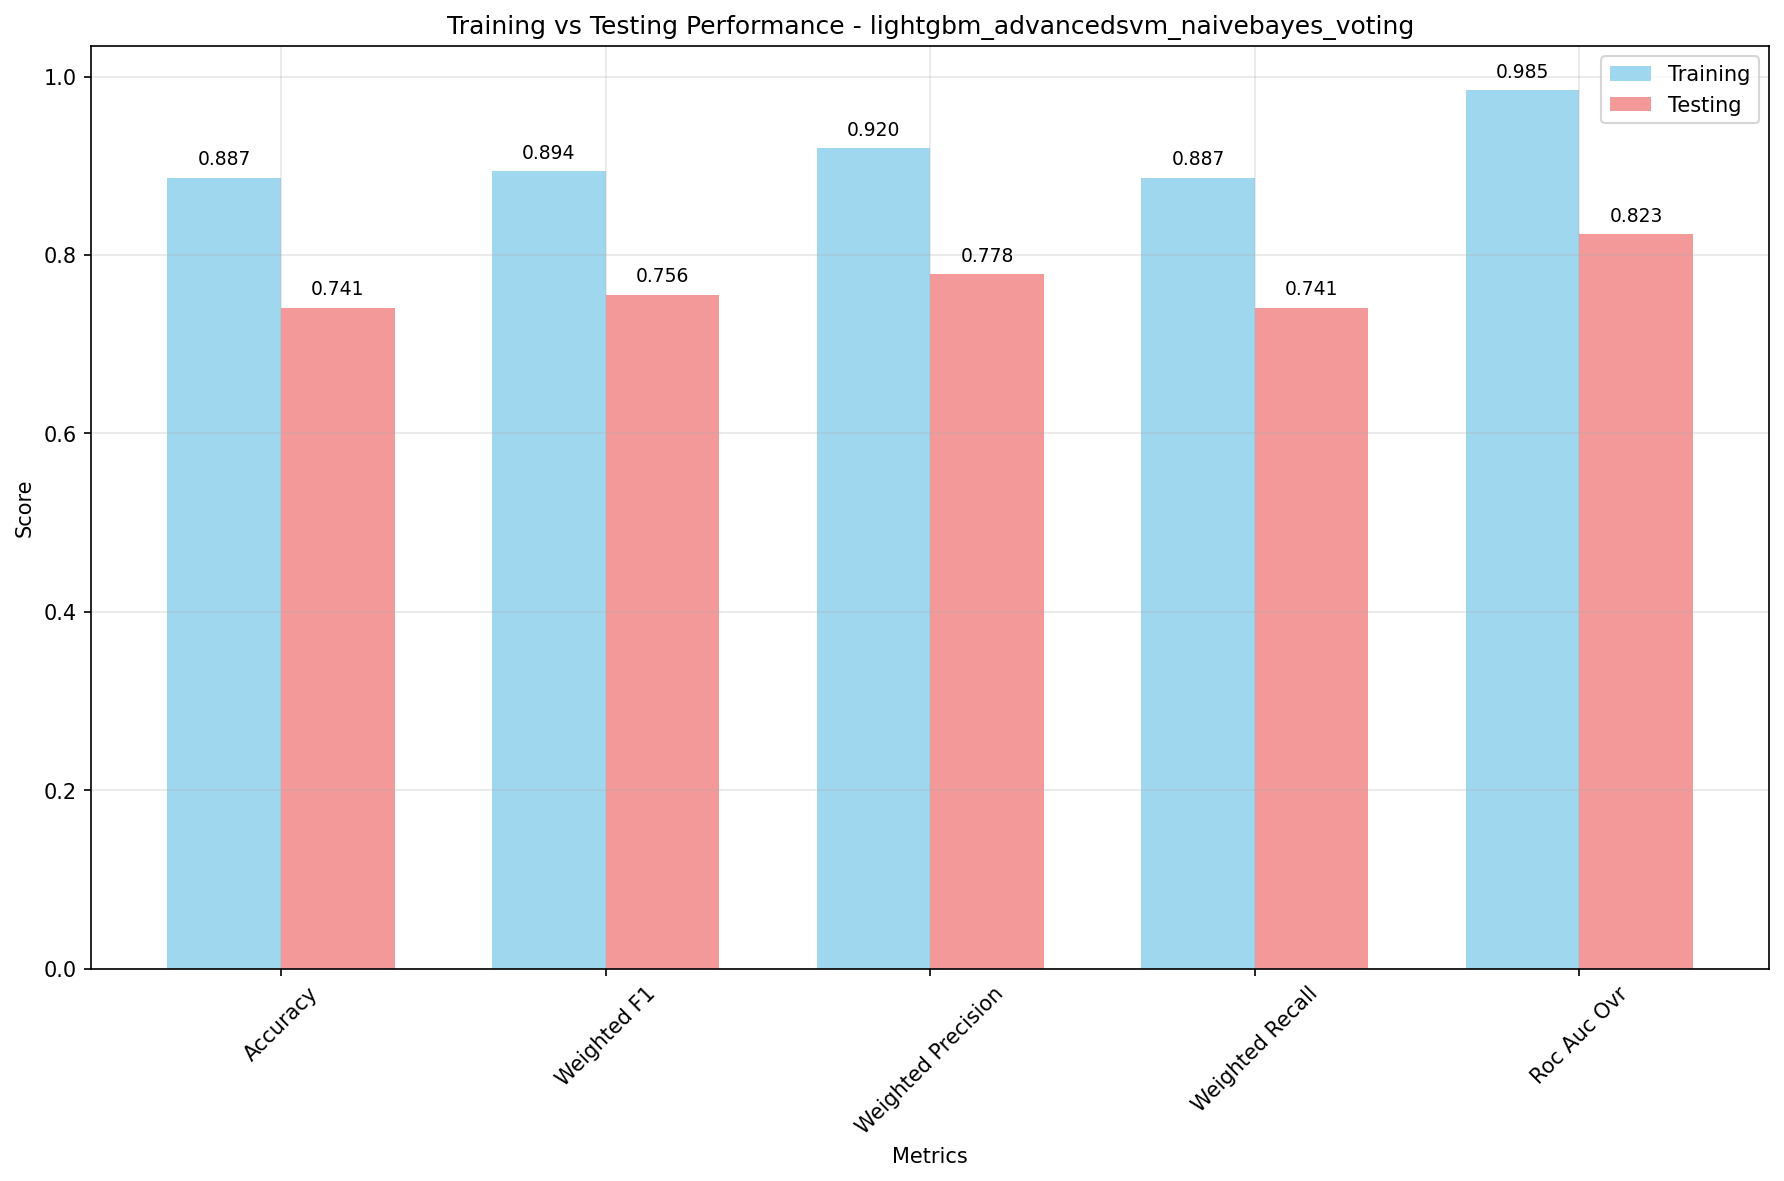 Training vs Testing Performance - lightgbm_advancedsvm_naivebayes_voting
Training
Testing
1.0
0.8
0.6
0.4
0.2
0.0
Score
0.887
0.741
0.894
0.756
0.920
0.778
0.887
0.741
0.985
0.823
Accuracy
Weighted F1
Weighted Precision
Weighted Recall
Roc Auc Ovr
Metrics